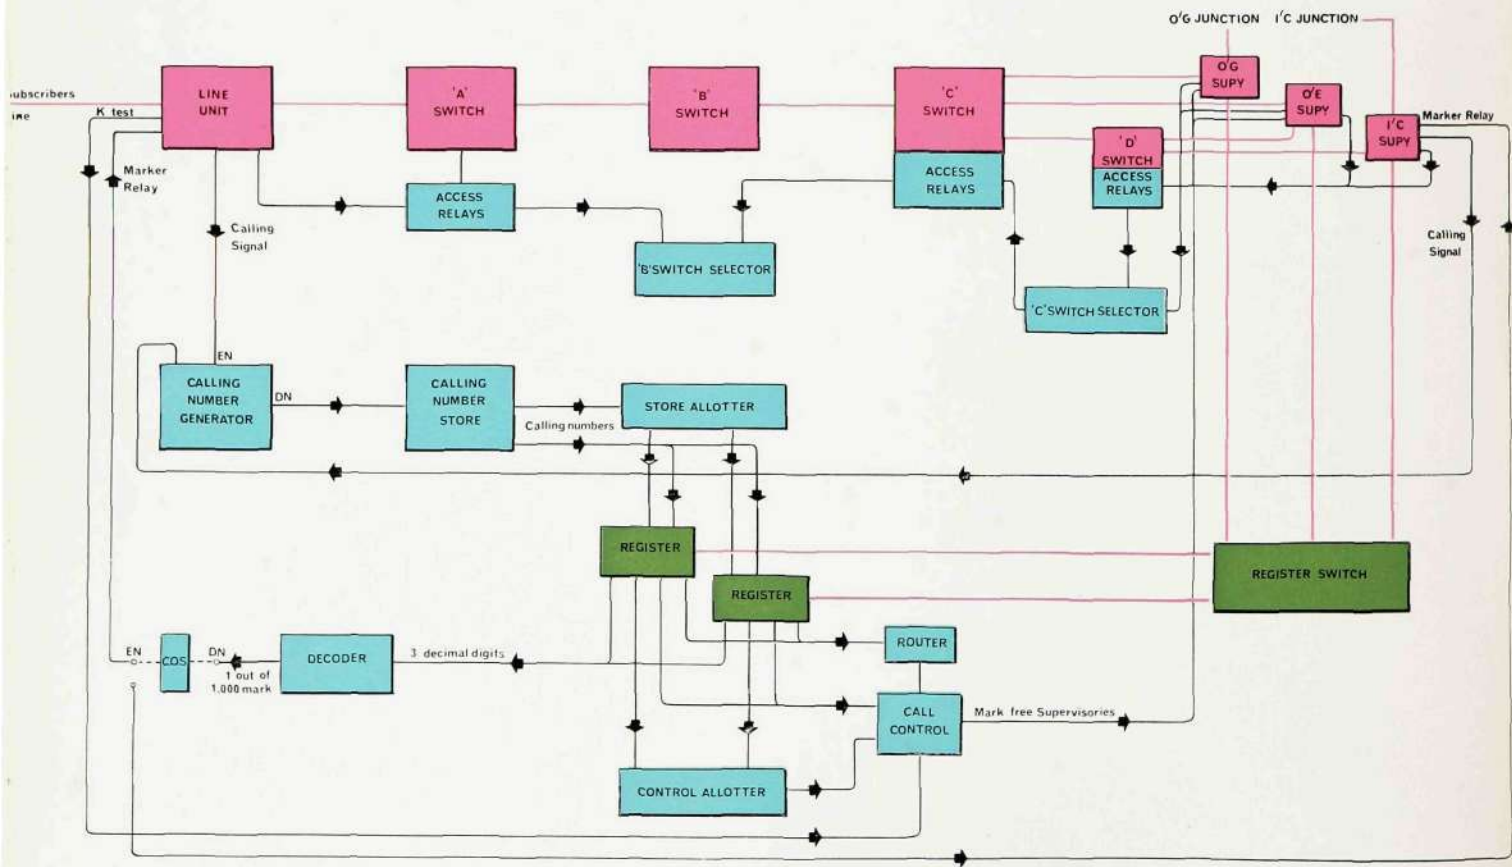 O'G JUNCTION I'C JUNCTION
LINE
UNIT
'A'
SWITCH
'B'
SWITCH
'C'
SWITCH
O'G
SUPY
O'E
SUPY
I'C
SUPY
Marker Relay
K test
'D'
SWITCH
ACCESS
RELAYS
ACCESS
RELAYS
ACCESS
RELAYS
Marker
Relay
Calling
Signal
Calling
Signal
'B' SWITCH SELECTOR
'C' SWITCH SELECTOR
EN
CALLING
NUMBER
GENERATOR
DN
CALLING
NUMBER
STORE
STORE ALLOTTER
Calling numbers
REGISTER
REGISTER
REGISTER SWITCH
ROUTER
EN
CDS
DN
1 out of
1,000 mark
DECODER
3 decimal digits
CALL
CONTROL
Mark free Supervisories
CONTROL ALLOTTER